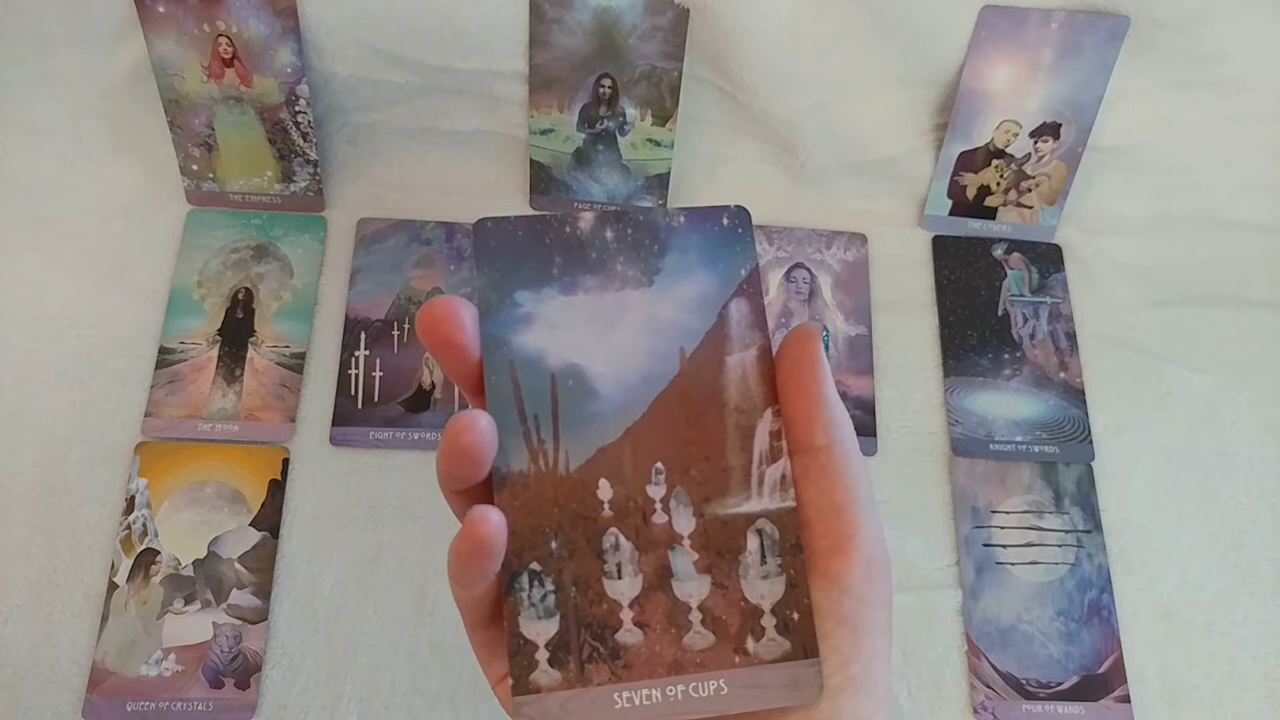 THE EMPRESS
PAGE OF CUPS
THE LOVERS
THE MOON
EIGHT OF SWORDS
KNIGHT OF SWORDS
QUEEN OF CRYSTALS
SEVEN OF CUPS
FOUR OF WANDS